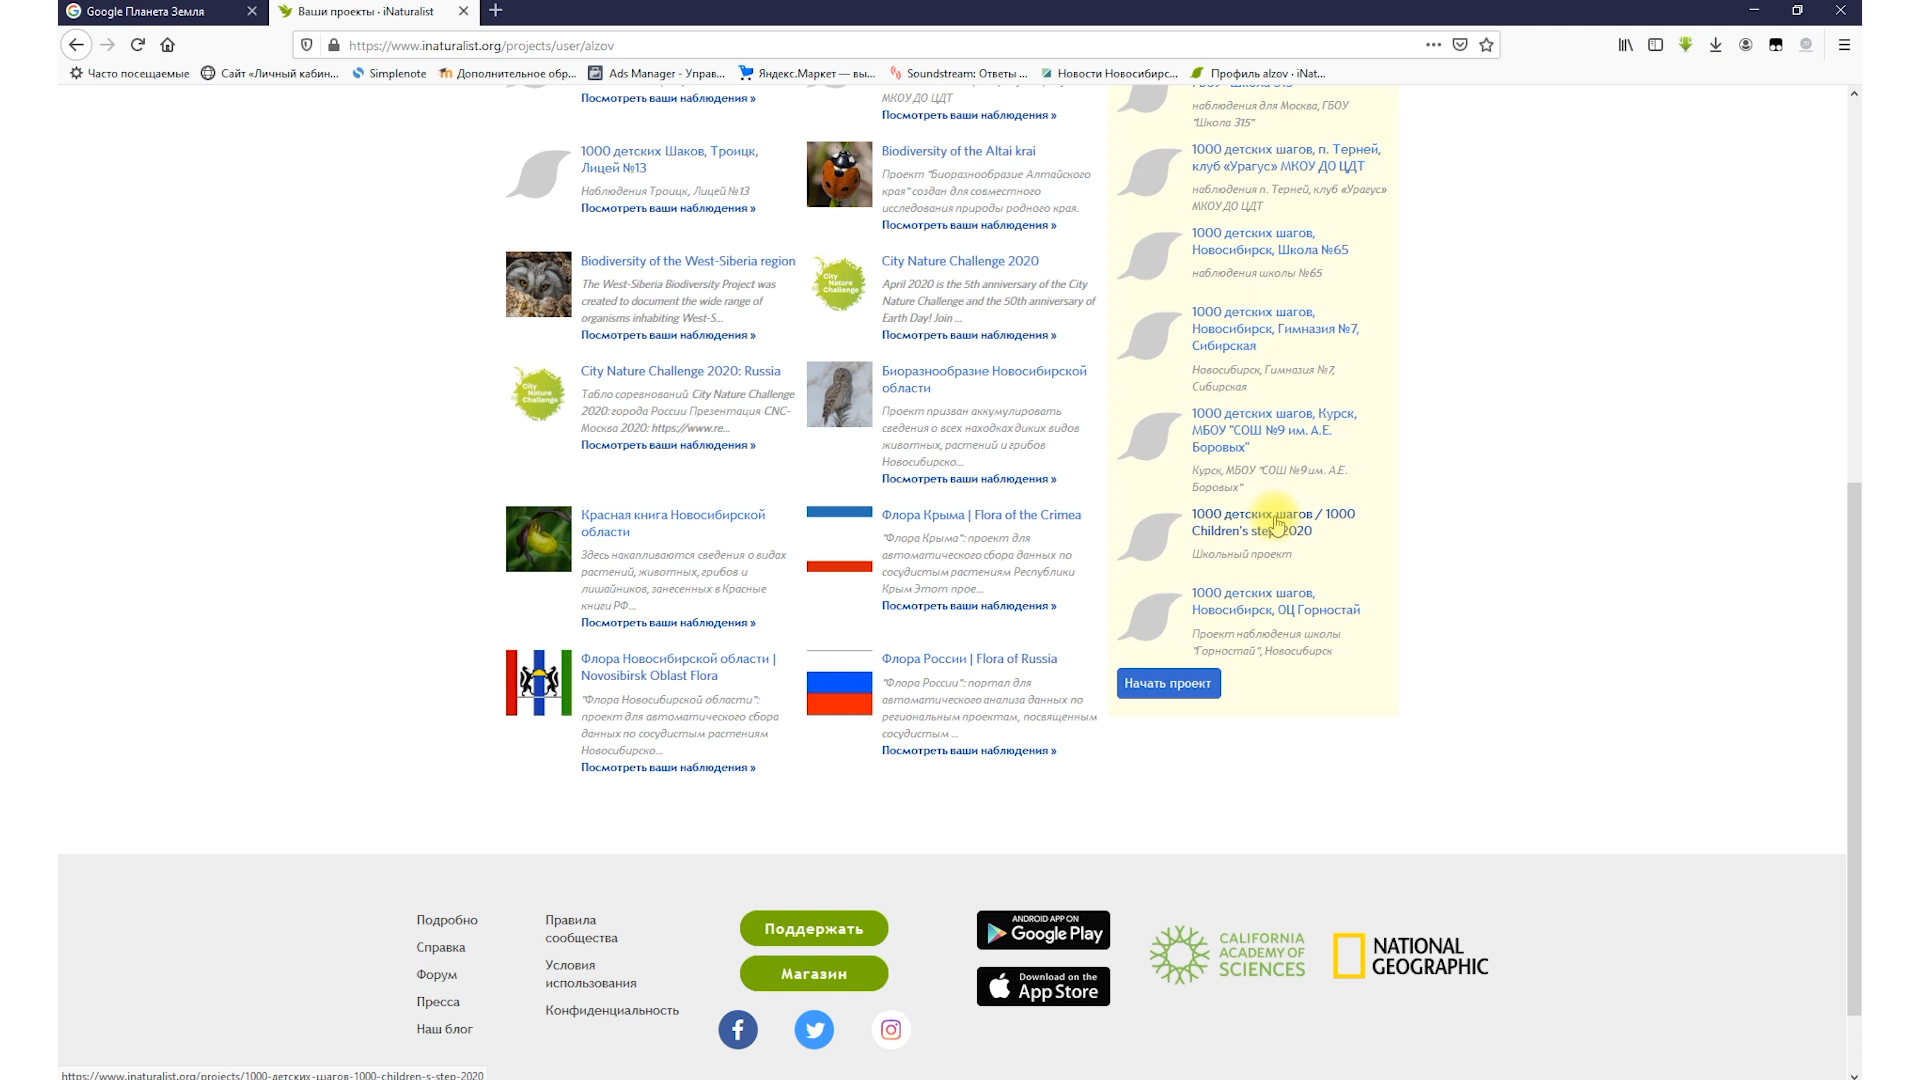 Google Планета Земля
Ваши проекты · iNaturalist
https://www.inaturalist.org/projects/user/alzov
Часто посещаемые
Сайт «Личный кабин...
Simplenote
Дополнительное обр...
Ads Manager - Управ...
Яндекс.Маркет — вы...
Soundstream: Ответы ...
Новости Новосибирс...
Профиль alzov · iNat...
Посмотреть ваши наблюдения »
1000 детских Шаков, Троицк,
Лицей №13
Наблюдения Троицк, Лицей №13
Посмотреть ваши наблюдения »
Biodiversity of the West-Siberia region
The West-Siberia Biodiversity Project was
created to document the wide range of
organisms inhabiting West-S...
Посмотреть ваши наблюдения »
City Nature Challenge
City Nature Challenge 2020: Russia
Табло соревнований City Nature Challenge
2020: города России Презентация CNC-
Москва 2020: https://www.re...
Посмотреть ваши наблюдения »
Красная книга Новосибирской
области
Здесь накапливаются сведения о видах
растений, животных, грибов и
лишайников, занесенных в Красные
книги РФ...
Посмотреть ваши наблюдения »
Флора Новосибирской области |
Novosibirsk Oblast Flora
"Флора Новосибирской области":
проект для автоматического сбора
данных по сосудистым растениям
Новосибирско...
Посмотреть ваши наблюдения »
МКОУ ДО ЦДТ
Посмотреть ваши наблюдения »
Biodiversity of the Altai krai
Проект "Биоразнообразие Алтайского
края" создан для совместного
исследования природы родного края.
Посмотреть ваши наблюдения »
City Nature Challenge
City Nature Challenge 2020
April 2020 is the 5th anniversary of the City
Nature Challenge and the 50th anniversary of
Earth Day! Join ...
Посмотреть ваши наблюдения »
Биоразнообразие Новосибирской
области
Проект призван аккумулировать
сведения о всех находках диких видов
животных, растений и грибов
Новосибирско...
Посмотреть ваши наблюдения »
Флора Крыма | Flora of the Crimea
"Флора Крыма": проект для
автоматического сбора данных по
сосудистым растениям Республики
Крым Этот прое...
Посмотреть ваши наблюдения »
Флора России | Flora of Russia
"Флора России": портал для
автоматического анализа данных по
региональным проектам, посвященным
сосудистым ...
Посмотреть ваши наблюдения »
ГБОУ "Школа 315"
наблюдения для Москва, ГБОУ
"Школа 315"
1000 детских шагов, п. Терней,
клуб «Урагус» МКОУ ДО ЦДТ
наблюдения п. Терней, клуб «Урагус»
МКОУ ДО ЦДТ
1000 детских шагов,
Новосибирск, Школа №65
наблюдения школы №65
1000 детских шагов,
Новосибирск, Гимназия №7,
Сибирская
Новосибирск, Гимназия №7,
Сибирская
1000 детских шагов, Курск,
МБОУ "СОШ №9 им. А.Е.
Боровых"
Курск, МБОУ "СОШ №9 им. А.Е.
Боровых"
1000 детских шагов / 1000
Children's step 2020
Школьный проект
1000 детских шагов,
Новосибирск, ОЦ Горностай
Проект наблюдения школы
"Горностай", Новосибирск
Начать проект
Подробно
Справка
Форум
Пресса
Наш блог
Правила
сообщества
Условия
использования
Конфиденциальность
Поддержать
Магазин
ANDROID APP ON
Google Play
Download on the
App Store
CALIFORNIA
ACADEMY OF
SCIENCES
NATIONAL
GEOGRAPHIC
https://www.inaturalist.org/projects/1000-детских-шагов-1000-children-s-step-2020